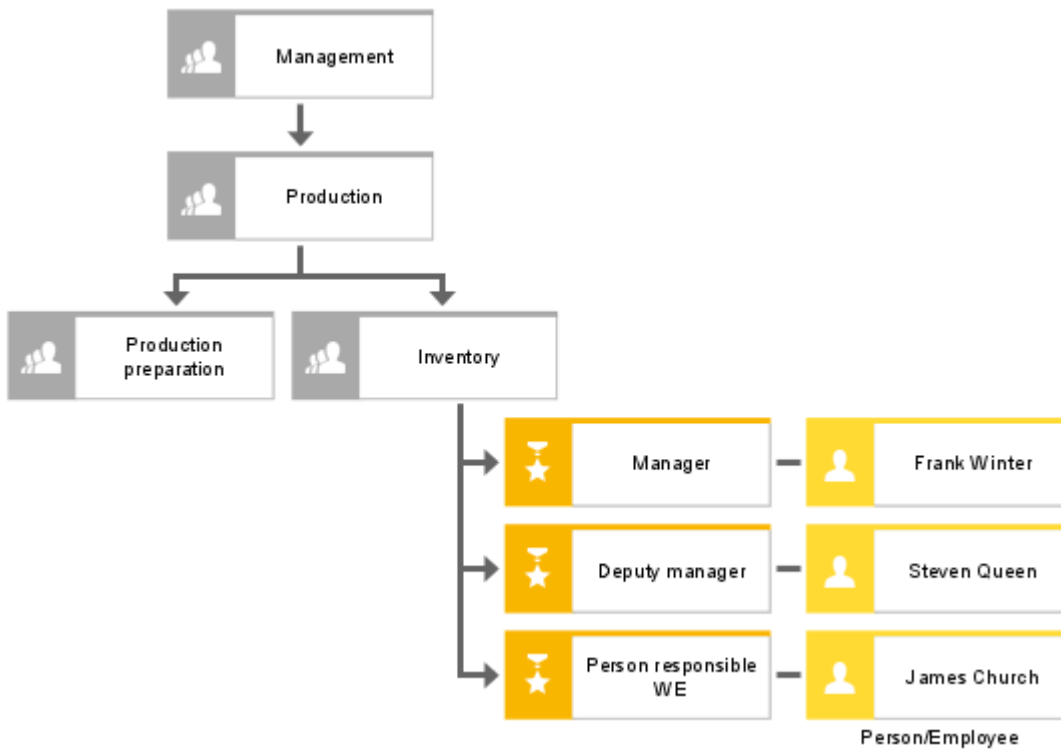 Management
Production
Production
preparation
Inventory
Manager
Frank Winter
Deputy manager
Steven Queen
Person responsible
WE
James Church
Person/Employee